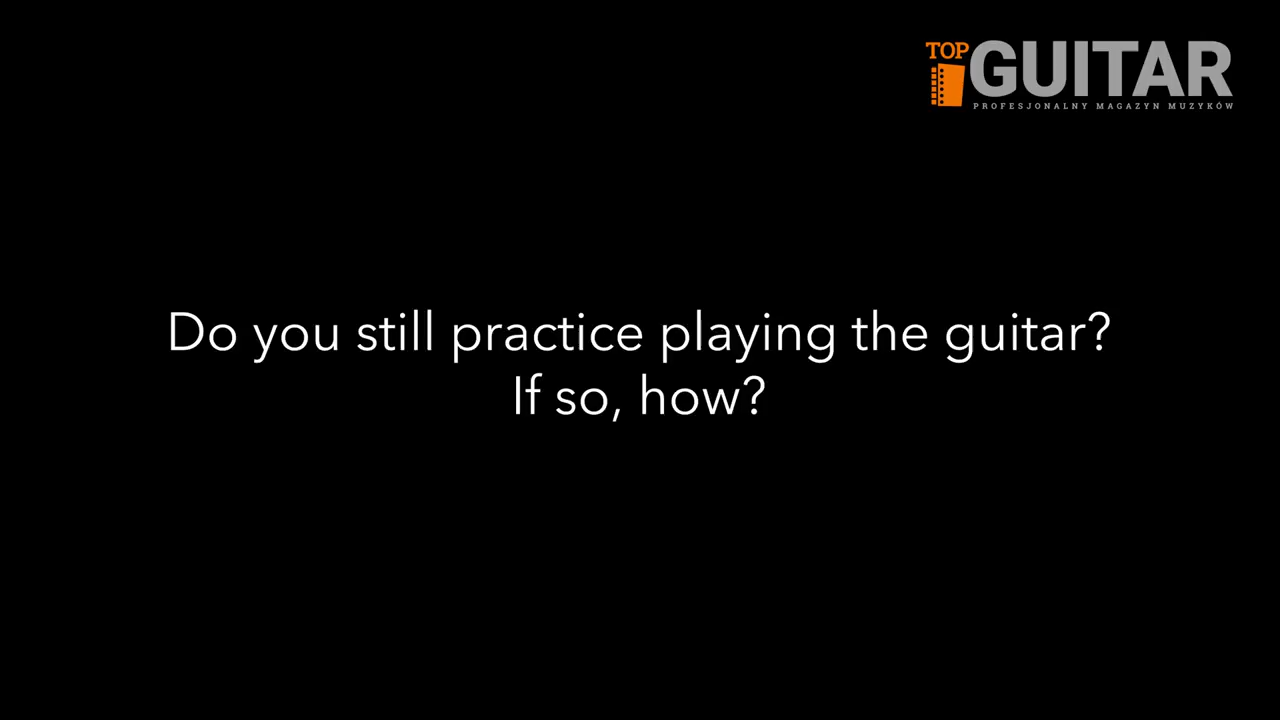 TOP GUITAR
PROFESJONALNY MAGAZYN MUZYKÓW
Do you still practice playing the guitar?
If so, how?